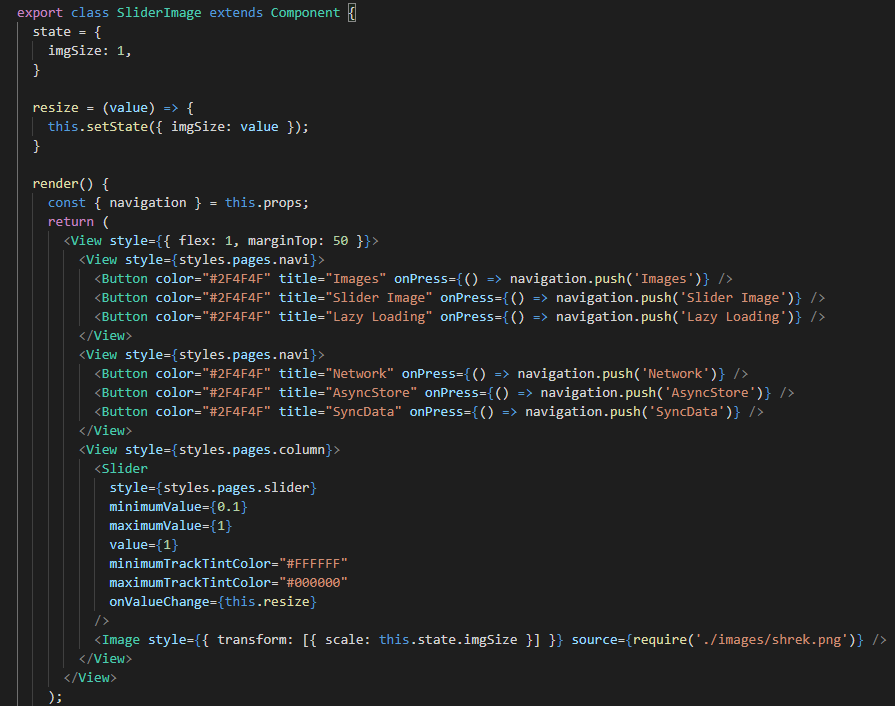 export class SliderImage extends Component {
  state = {
    imgSize: 1,
  }

  resize = (value) => {
    this.setState({ imgSize: value });
  }

  render() {
    const { navigation } = this.props;
    return (
      <View style={{ flex: 1, marginTop: 50 }}>
        <View style={styles.pages.navi}>
          <Button color="#2F4F4F" title="Images" onPress={() => navigation.push('Images')} />
          <Button color="#2F4F4F" title="Slider Image" onPress={() => navigation.push('Slider Image')} />
          <Button color="#2F4F4F" title="Lazy Loading" onPress={() => navigation.push('Lazy Loading')} />
        </View>
        <View style={styles.pages.navi}>
          <Button color="#2F4F4F" title="Network" onPress={() => navigation.push('Network')} />
          <Button color="#2F4F4F" title="AsyncStore" onPress={() => navigation.push('AsyncStore')} />
          <Button color="#2F4F4F" title="SyncData" onPress={() => navigation.push('SyncData')} />
        </View>
        <View style={styles.pages.column}>
          <Slider
            style={styles.pages.slider}
            minimumValue={0.1}
            maximumValue={1}
            value={1}
            minimumTrackTintColor="#FFFFFF"
            maximumTrackTintColor="#000000"
            onValueChange={this.resize}
          />
          <Image style={{ transform: [{ scale: this.state.imgSize }] }} source={require('./images/shrek.png')} />
        </View>
      </View>
    );